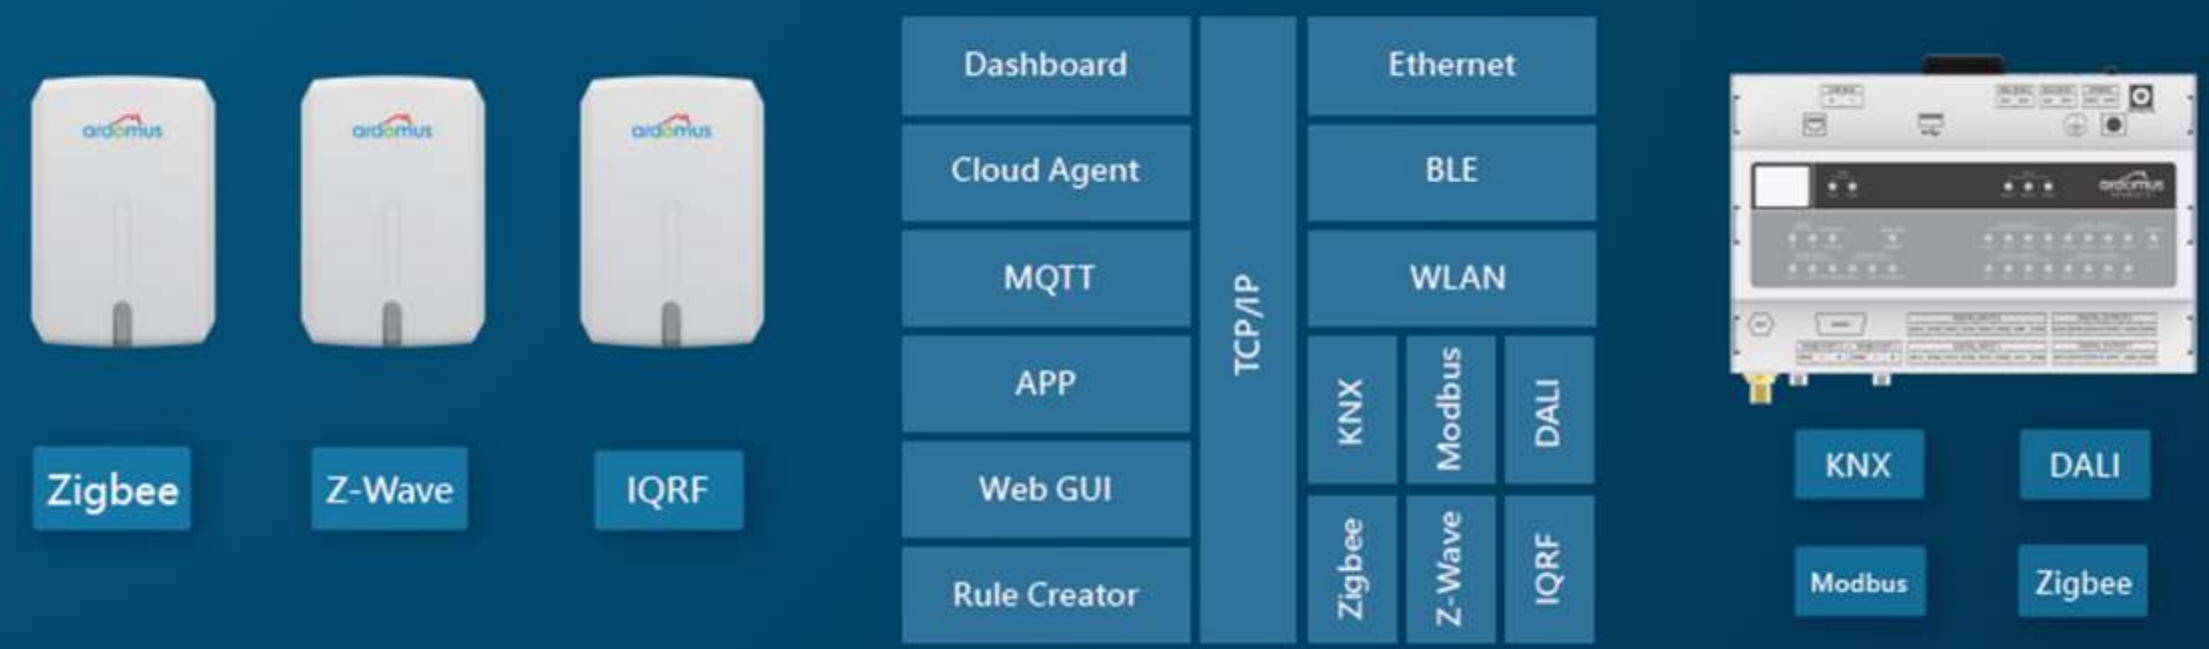 ardomus
ardomus
ardomus
Zigbee
Z-Wave
IQRF
Dashboard
Cloud Agent
MQTT
APP
Web GUI
Rule Creator
TCP/IP
Ethernet
BLE
WLAN
KNX
Modbus
DALI
Zigbee
Z-Wave
IQRF
ardomus
KNX
DALI
Modbus
Zigbee